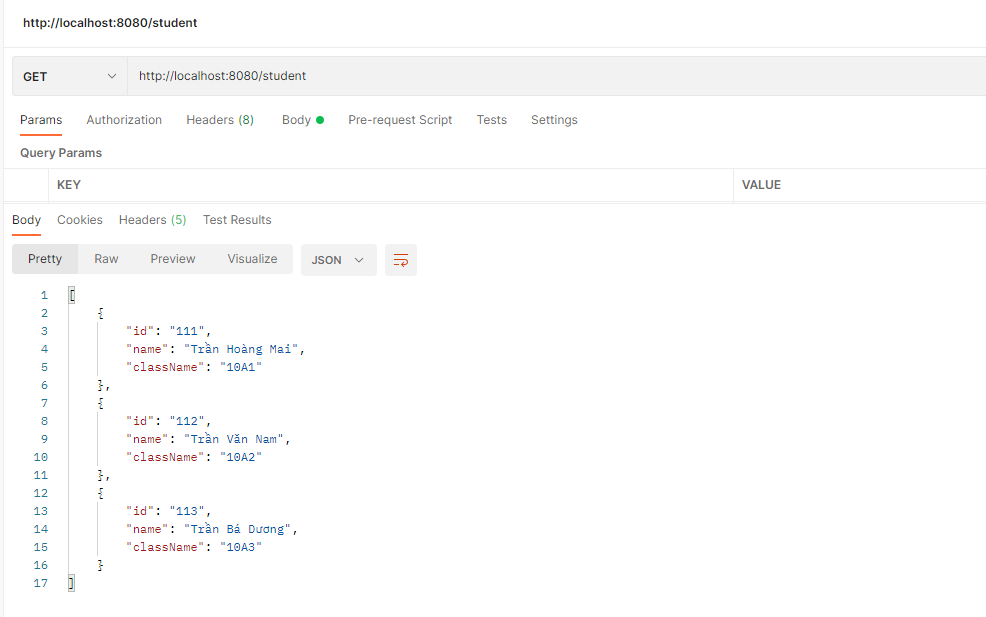 http://localhost:8080/student
GET http://localhost:8080/student
Params Authorization Headers (8) Body Pre-request Script Tests Settings
Query Params
KEY VALUE
Body Cookies Headers (5) Test Results
Pretty Raw Preview Visualize JSON
1 [
2 {
3 "id": "111",
4 "name": "Trần Hoàng Mai",
5 "className": "10A1"
6 },
7 {
8 "id": "112",
9 "name": "Trần Văn Nam",
10 "className": "10A2"
11 },
12 {
13 "id": "113",
14 "name": "Trần Bá Dương",
15 "className": "10A3"
16 }
17 ]